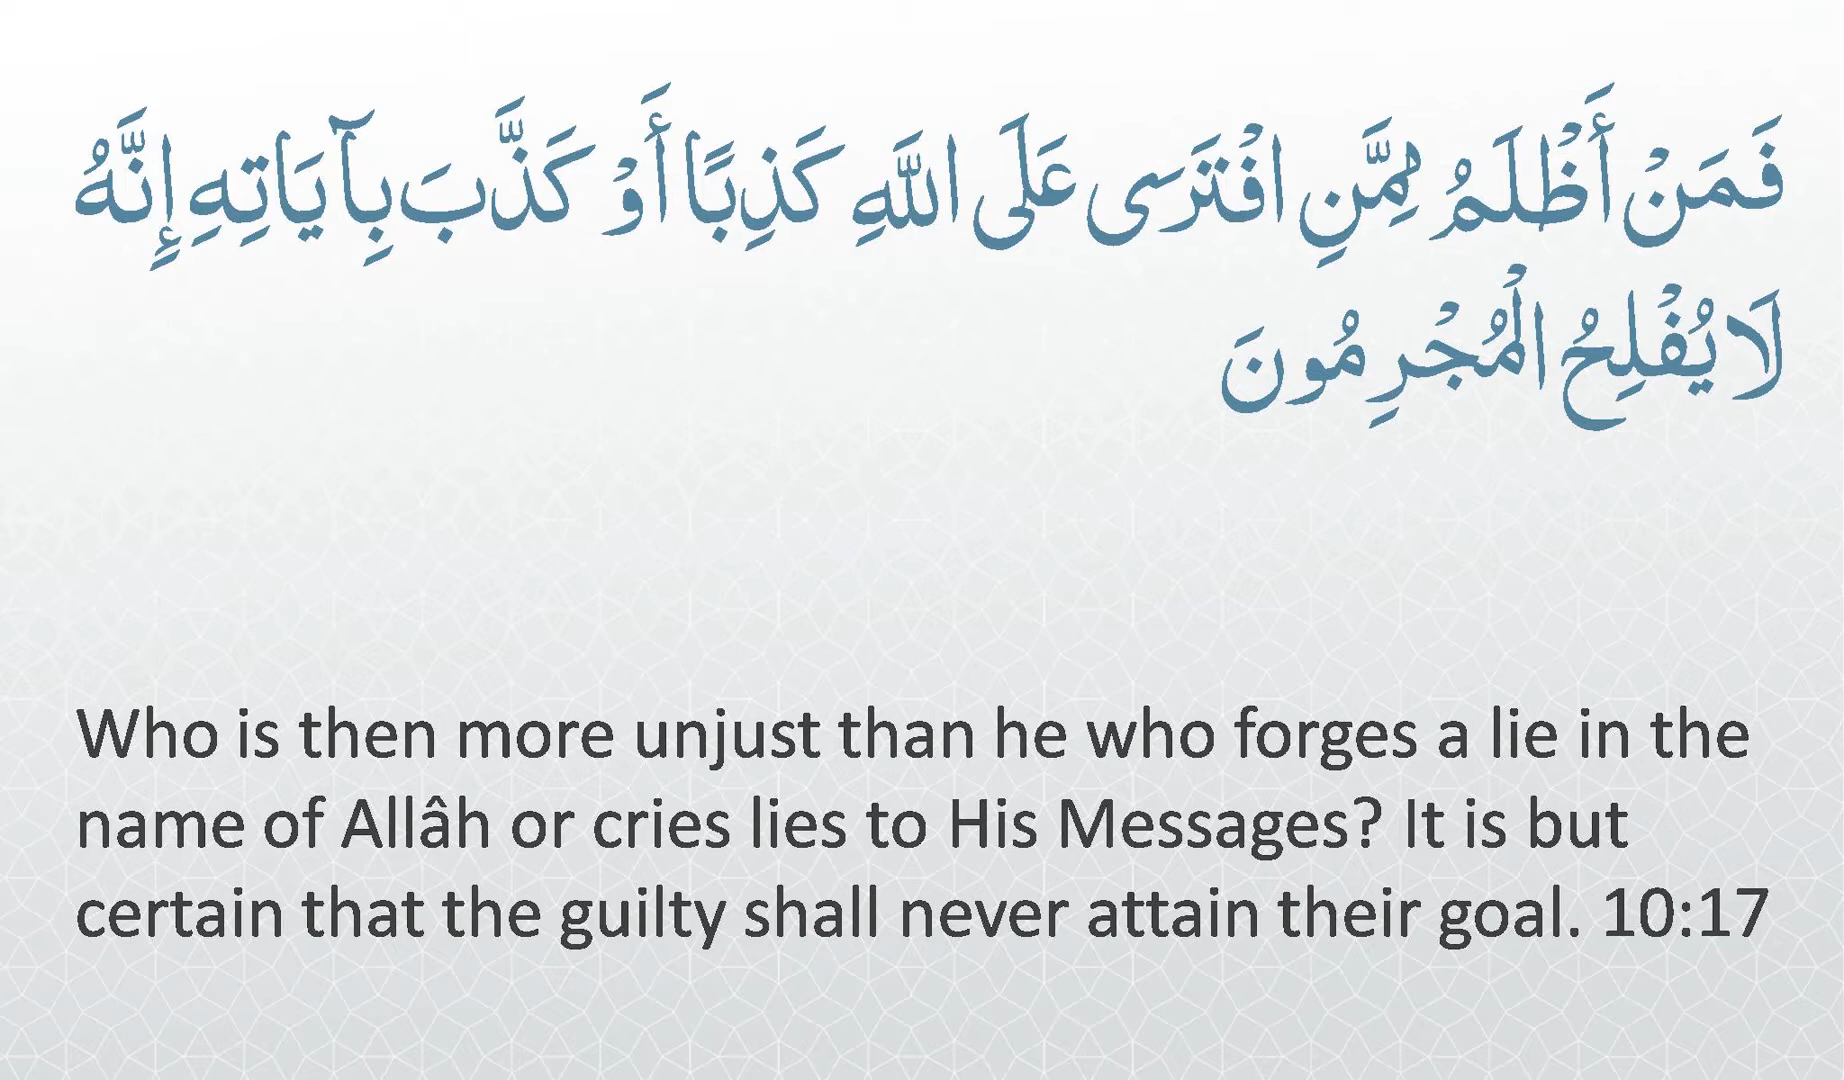 فَمَنْ أَظْلَمُ مِمَّنِ افْتَرَىٰ عَلَى اللَّهِ كَذِبًا أَوْ كَذَّبَ بِآيَاتِهِ إِنَّهُ
لَا يُفْلِحُ الْمُجْرِمُونَ
Who is then more unjust than he who forges a lie in the
name of Allâh or cries lies to His Messages? It is but
certain that the guilty shall never attain their goal. 10:17